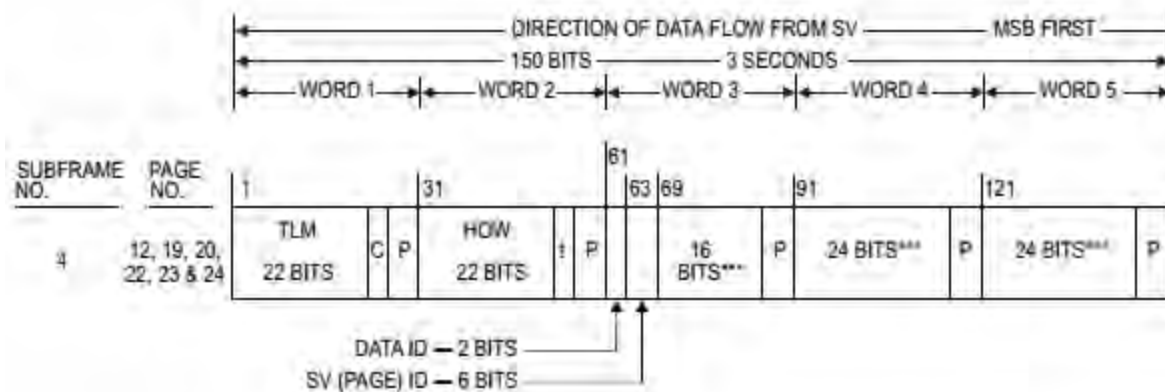 DIRECTION OF DATA FLOW FROM SV MSB FIRST
150 BITS 3 SECONDS
WORD 1 WORD 2 WORD 3 WORD 4 WORD 5
SUBFRAME NO. PAGE NO. 1 31 61 63 69 91 121
4 12, 19, 20, 22, 23 & 24 TLM 22 BITS C P HOW 22 BITS t P 16 BITS*** P 24 BITS*** P 24 BITS*** P
DATA ID — 2 BITS
SV (PAGE) ID — 6 BITS